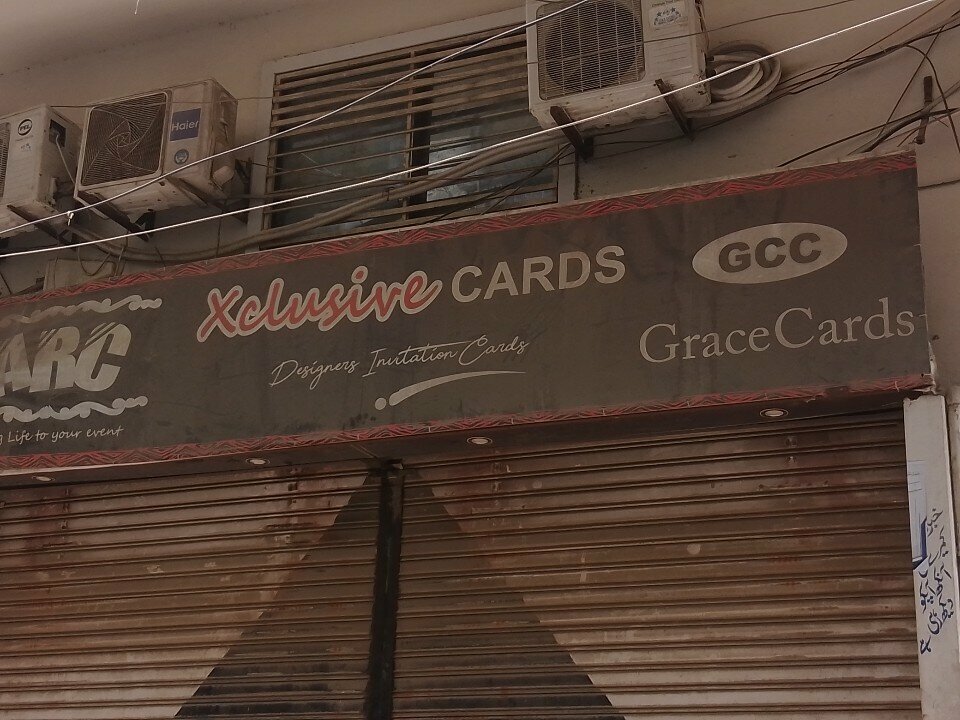 Haier
Xclusive CARDS
Designers Invitation Cards
GCC
GraceCards
ARC
Life to your event